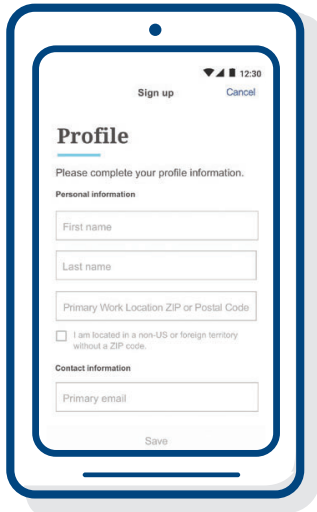 12:30
Sign up
Cancel
Profile
Please complete your profile information.
Personal information
First name
Last name
Primary Work Location ZIP or Postal Code
I am located in a non-US or foreign territory
without a ZIP code.
Contact information
Primary email
Save